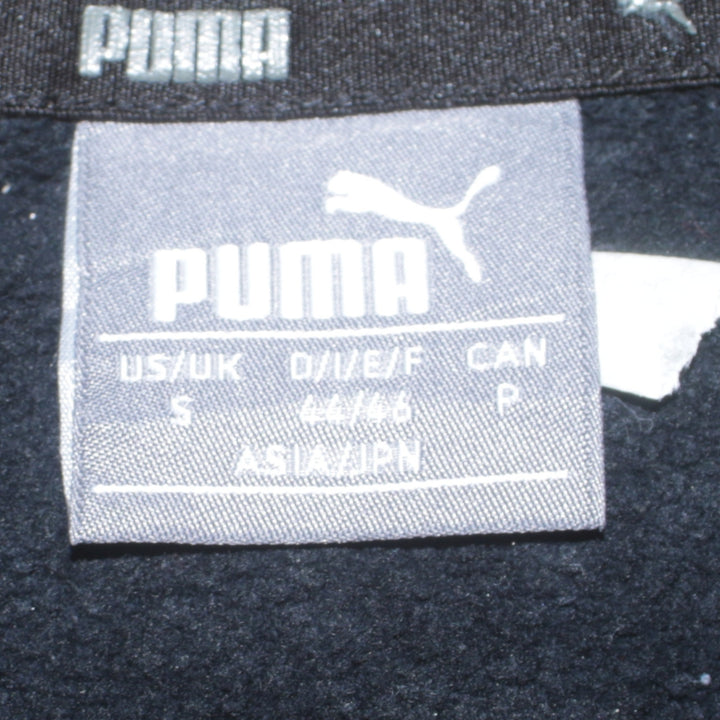 PUMA
PUMA
US/UK D/I/E/F CAN
S 44/46 P
ASIA/JPN